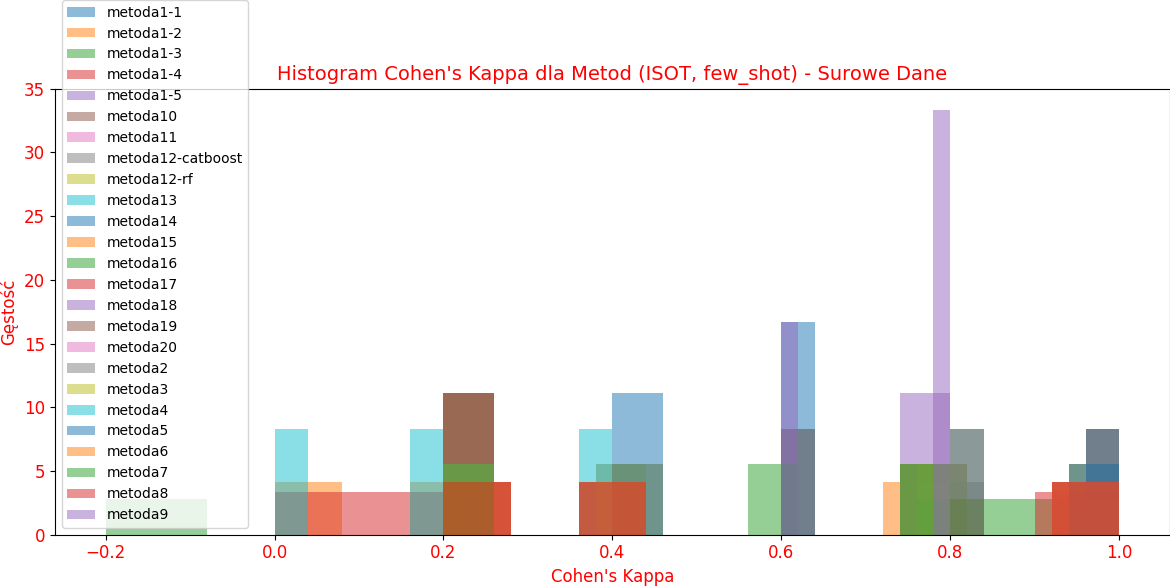 metoda1-1
metoda1-2
metoda1-3
metoda1-4
metoda1-5
metoda10
metoda11
metoda12-catboost
metoda12-rf
metoda13
metoda14
metoda15
metoda16
metoda17
metoda18
metoda19
metoda20
metoda2
metoda3
metoda4
metoda5
metoda6
metoda7
metoda8
metoda9
Histogram Cohen's Kappa dla Metod (ISOT, few_shot) - Surowe Dane
35
30
25
20
15
10
5
0
Gęstość
−0.2 0.0 0.2 0.4 0.6 0.8 1.0
Cohen's Kappa